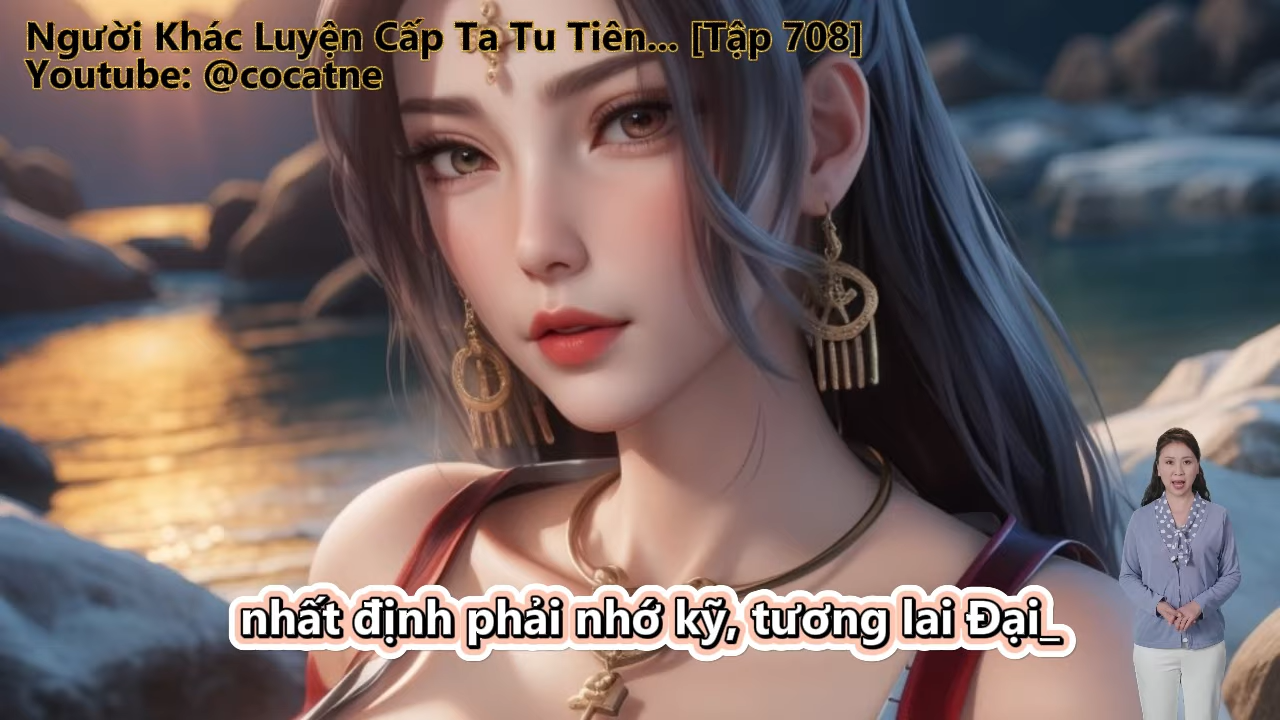 Người Khác Luyện Cấp Ta Tu Tiên... [Tập 708]
Youtube: @cocatne
nhất định phải nhớ kỹ, tương lai Đại_